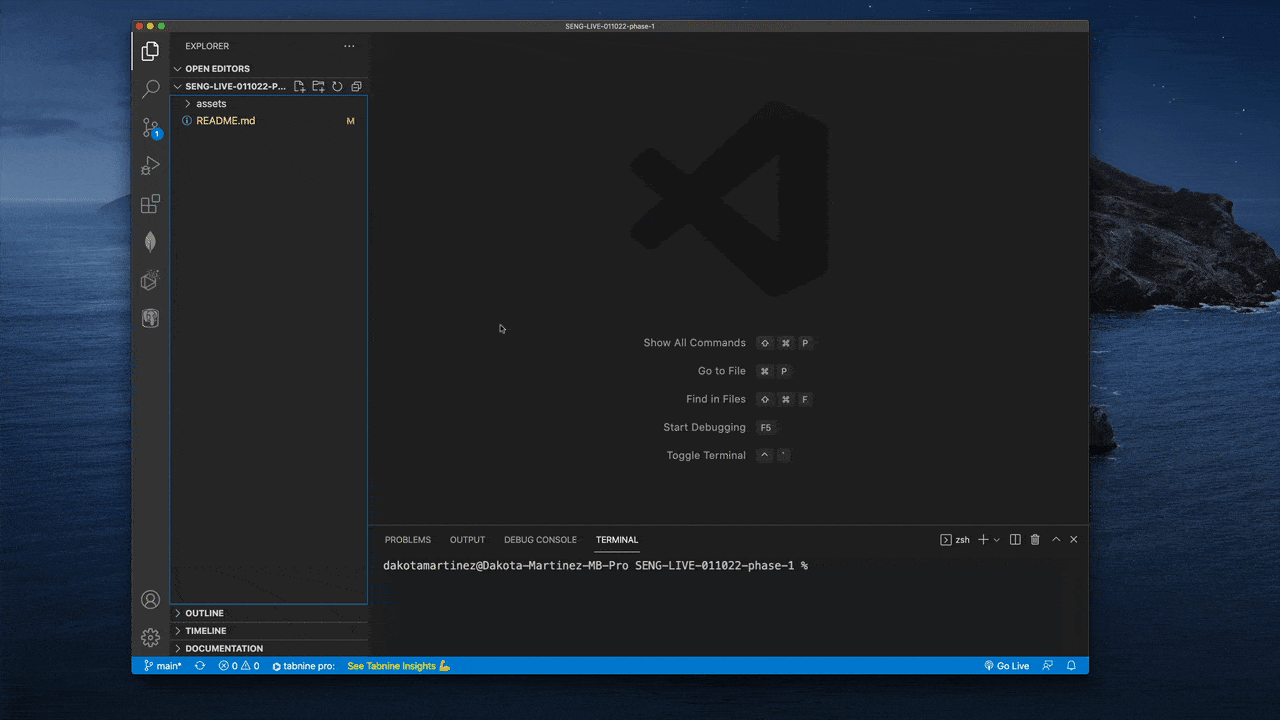 SENG-LIVE-011022-phase-1
EXPLORER
OPEN EDITORS
SENG-LIVE-011022-P...
assets
README.md M
1
Show All Commands ⇧ ⌘ P
Go to File ⌘ P
Find in Files ⇧ ⌘ F
Start Debugging F5
Toggle Terminal ^ `
PROBLEMS OUTPUT DEBUG CONSOLE TERMINAL zsh
dakotamartinez@Dakota-Martinez-MB-Pro SENG-LIVE-011022-phase-1 %
OUTLINE
TIMELINE
DOCUMENTATION
main* 0 0 tabnine pro: See Tabnine Insights 💪 Go Live